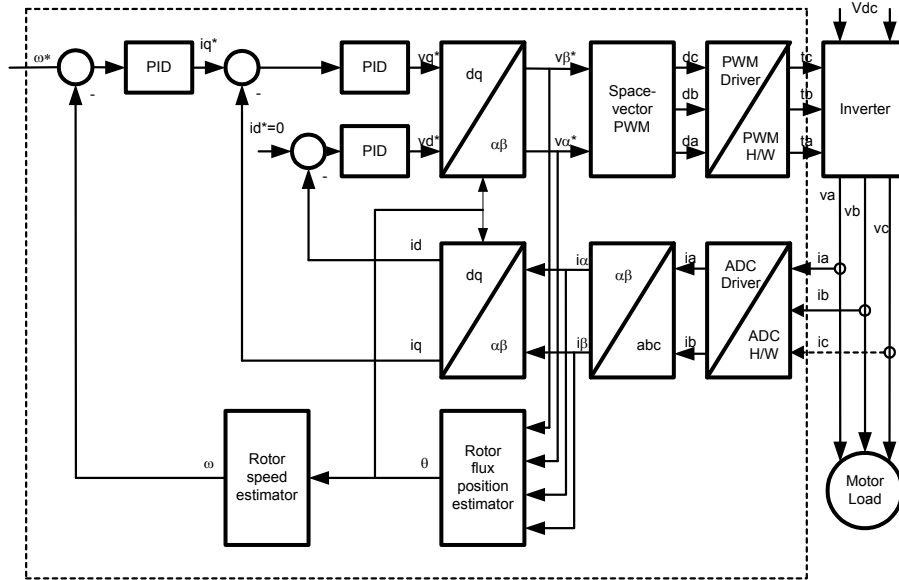 Vdc
ω*
PID
iq*
-
PID
vq*
dq
αβ
vβ*
Space-
vector
PWM
dc
db
da
PWM
Driver
PWM
H/W
tc
tb
ta
Inverter
id*=0
-
PID
vd*
vα*
-
va
vb
vc
id
dq
αβ
iα
αβ
abc
ia
ADC
Driver
ADC
H/W
ia
ib
iq
iβ
ib
ic
ω
Rotor
speed
estimator
θ
Rotor
flux
position
estimator
Motor
Load